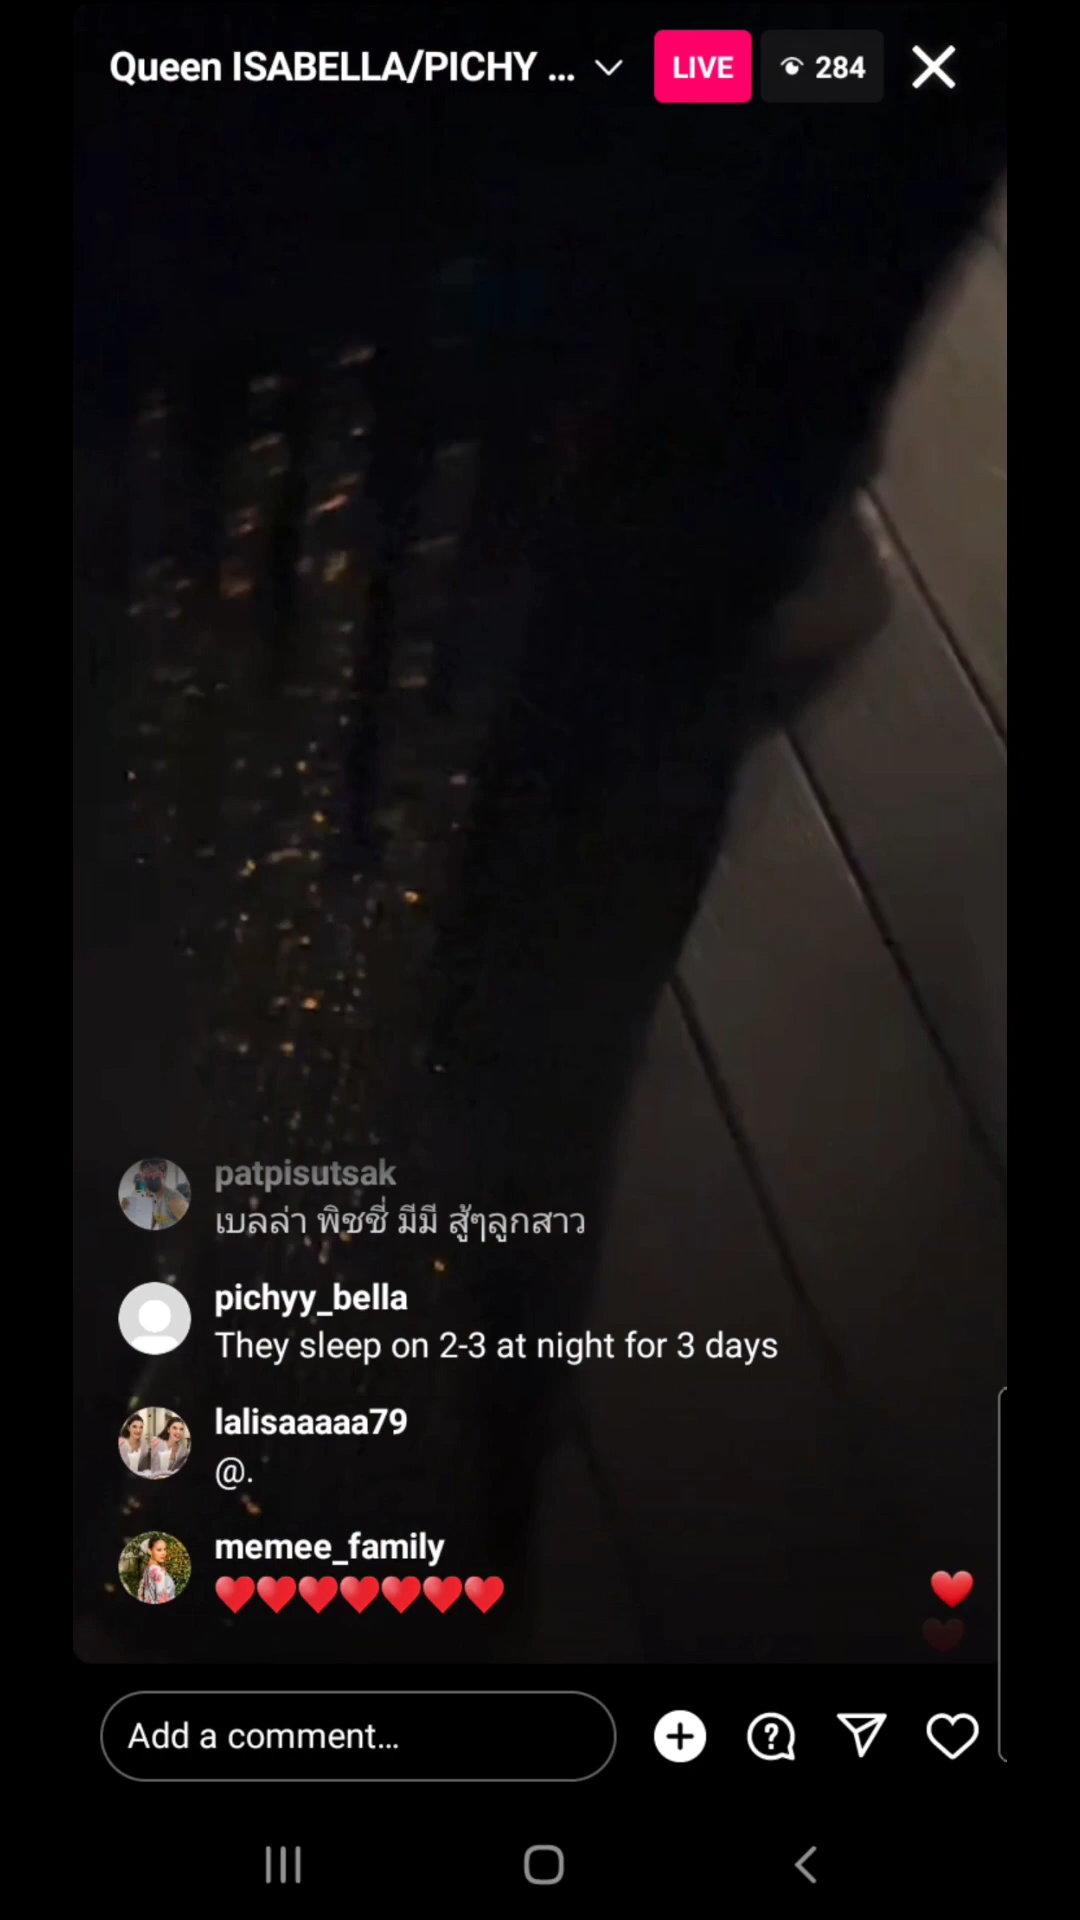 Queen ISABELLA/PICHY ...
LIVE
284
patpisutsak
เบลล่า พิชชี่ มีมี สู้ๆลูกสาว
pichyy_bella
They sleep on 2-3 at night for 3 days
lalisaaaaa79
@.
memee_family
❤️❤️❤️❤️❤️❤️❤️
Add a comment...